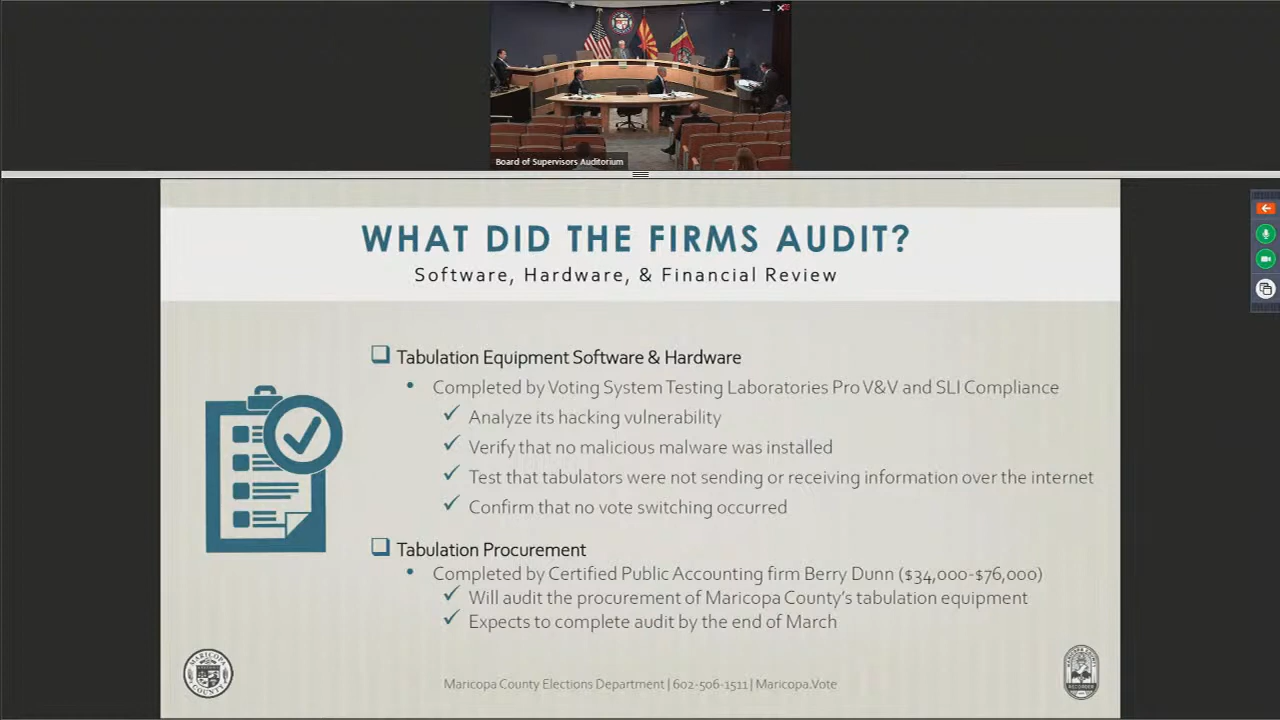 Board of Supervisors Auditorium
WHAT DID THE FIRMS AUDIT?
Software, Hardware, & Financial Review
Tabulation Equipment Software & Hardware
Completed by Voting System Testing Laboratories Pro V&V and SLI Compliance
Analyze its hacking vulnerability
Verify that no malicious malware was installed
Test that tabulators were not sending or receiving information over the internet
Confirm that no vote switching occurred
Tabulation Procurement
Completed by Certified Public Accounting firm Berry Dunn ($34,000-$76,000)
Will audit the procurement of Maricopa County's tabulation equipment
Expects to complete audit by the end of March
MARICOPA
COUNTY
RECORDER
Maricopa County Elections Department | 602-506-1511 | Maricopa.Vote